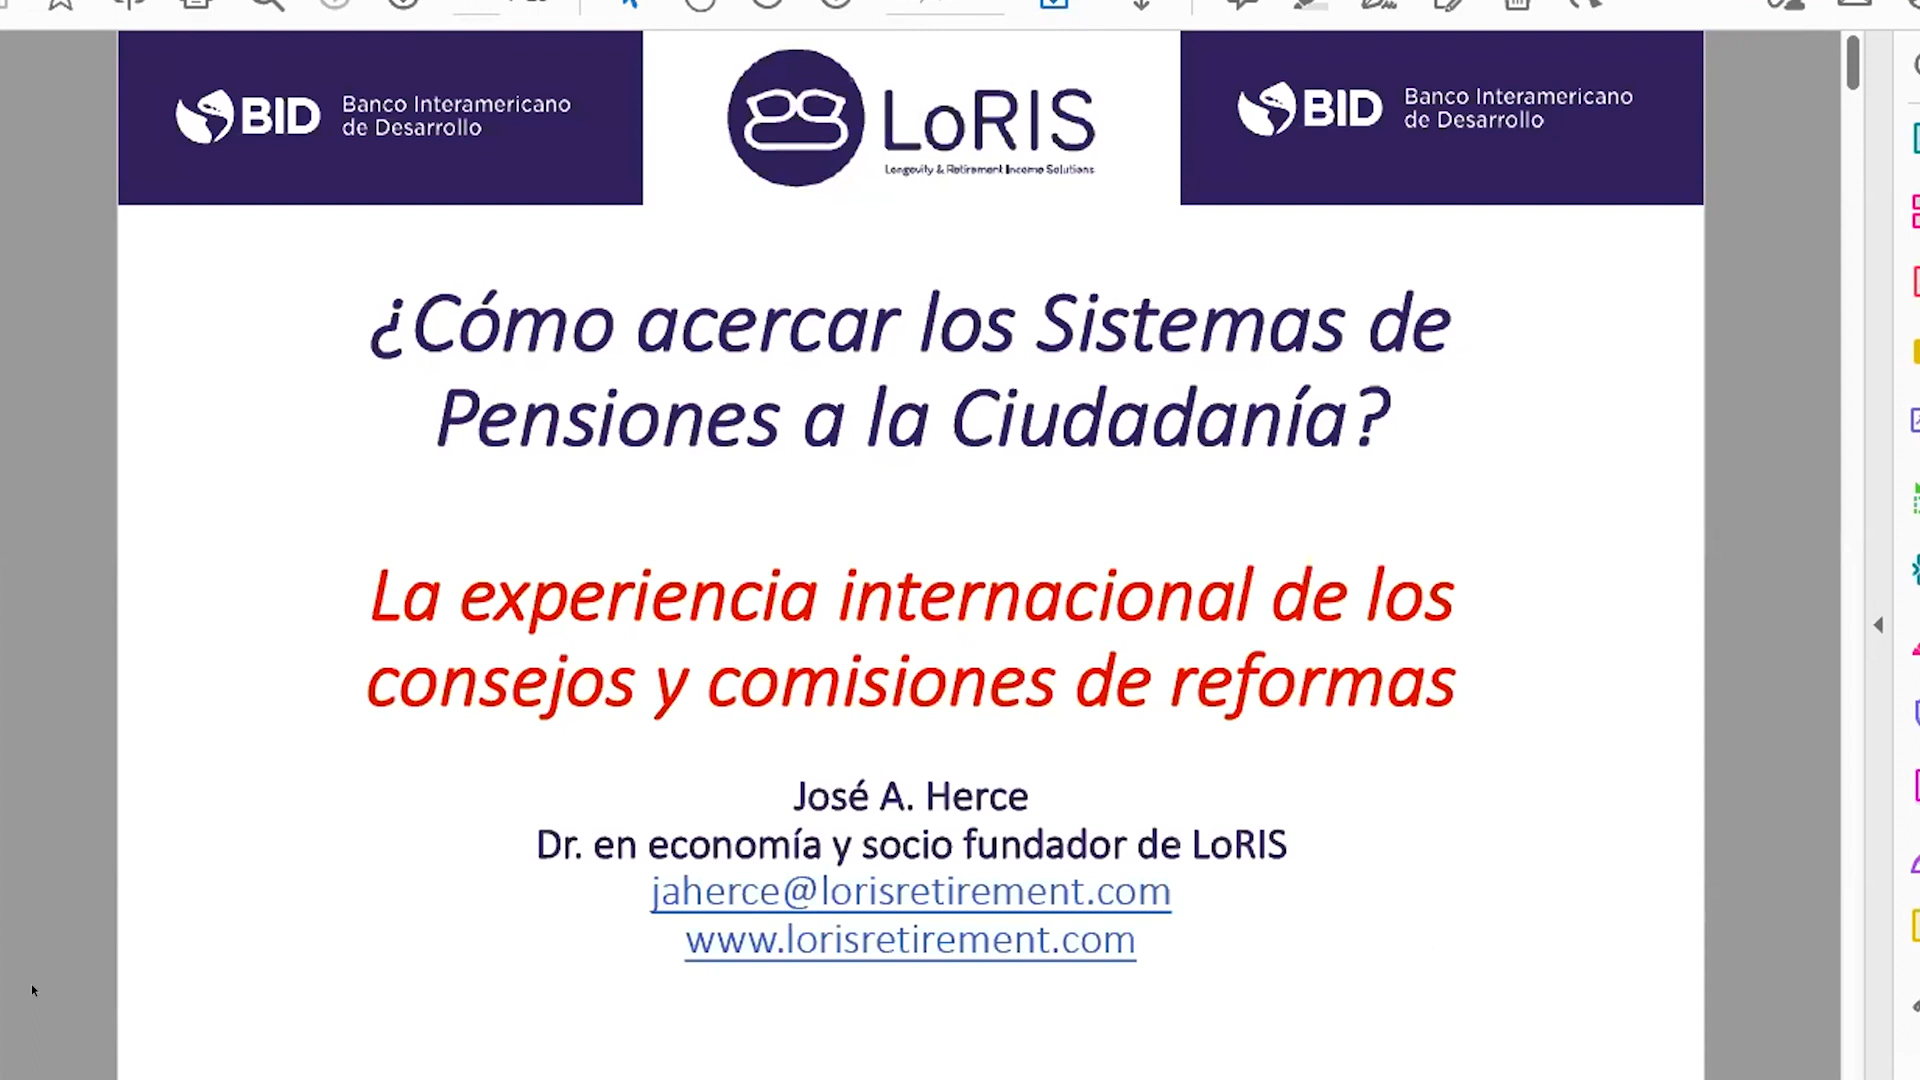 BID Banco Interamericano
de Desarrollo
LoRIS
Longevity & Retirement Income Solutions
BID Banco Interamericano
de Desarrollo
¿Cómo acercar los Sistemas de
Pensiones a la Ciudadanía?
La experiencia internacional de los
consejos y comisiones de reformas
José A. Herce
Dr. en economía y socio fundador de LoRIS
jaherce@lorisretirement.com
www.lorisretirement.com